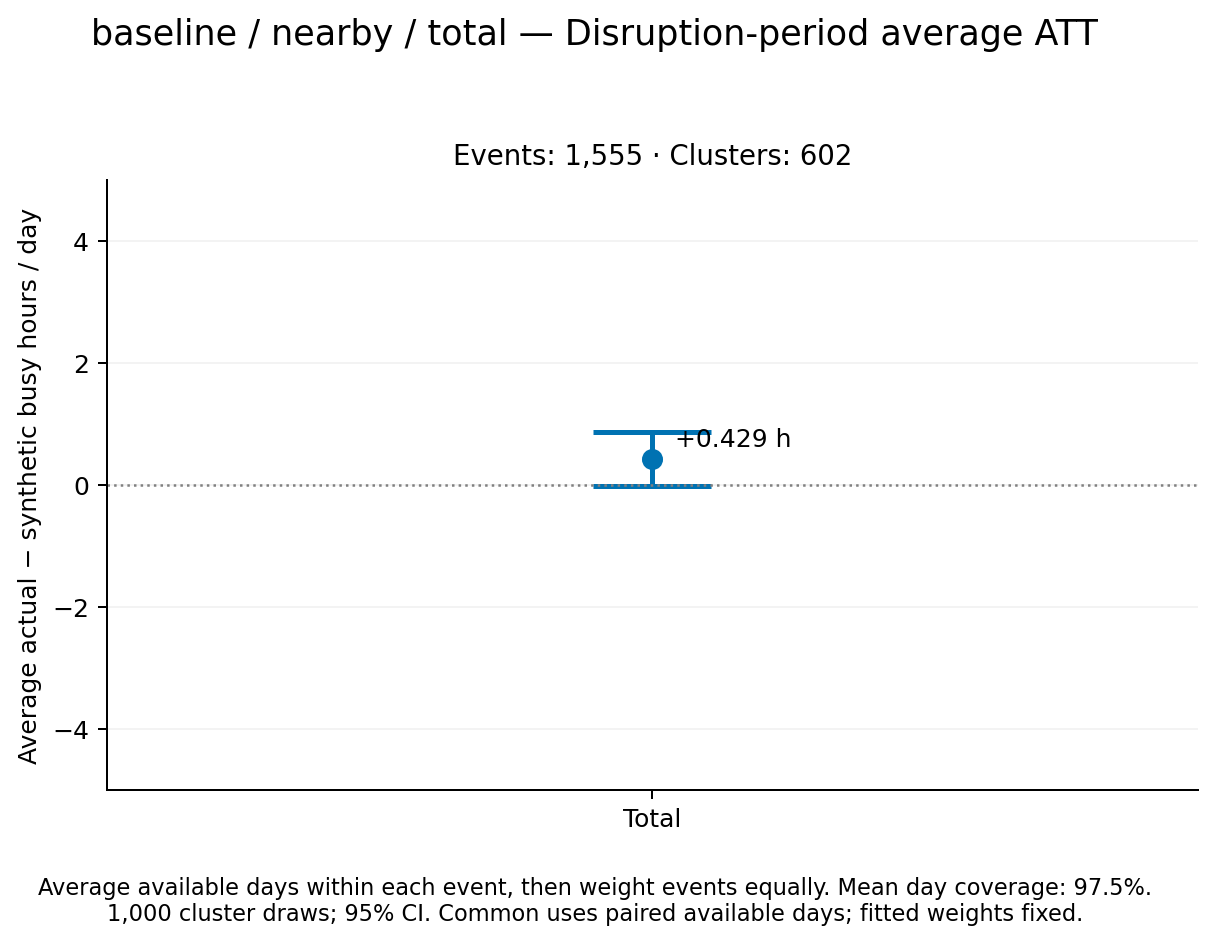 baseline / nearby / total — Disruption-period average ATT
Events: 1,555 · Clusters: 602
Average actual − synthetic busy hours / day
4
2
0
−2
−4
+0.429 h
Total
Average available days within each event, then weight events equally. Mean day coverage: 97.5%.
1,000 cluster draws; 95% CI. Common uses paired available days; fitted weights fixed.